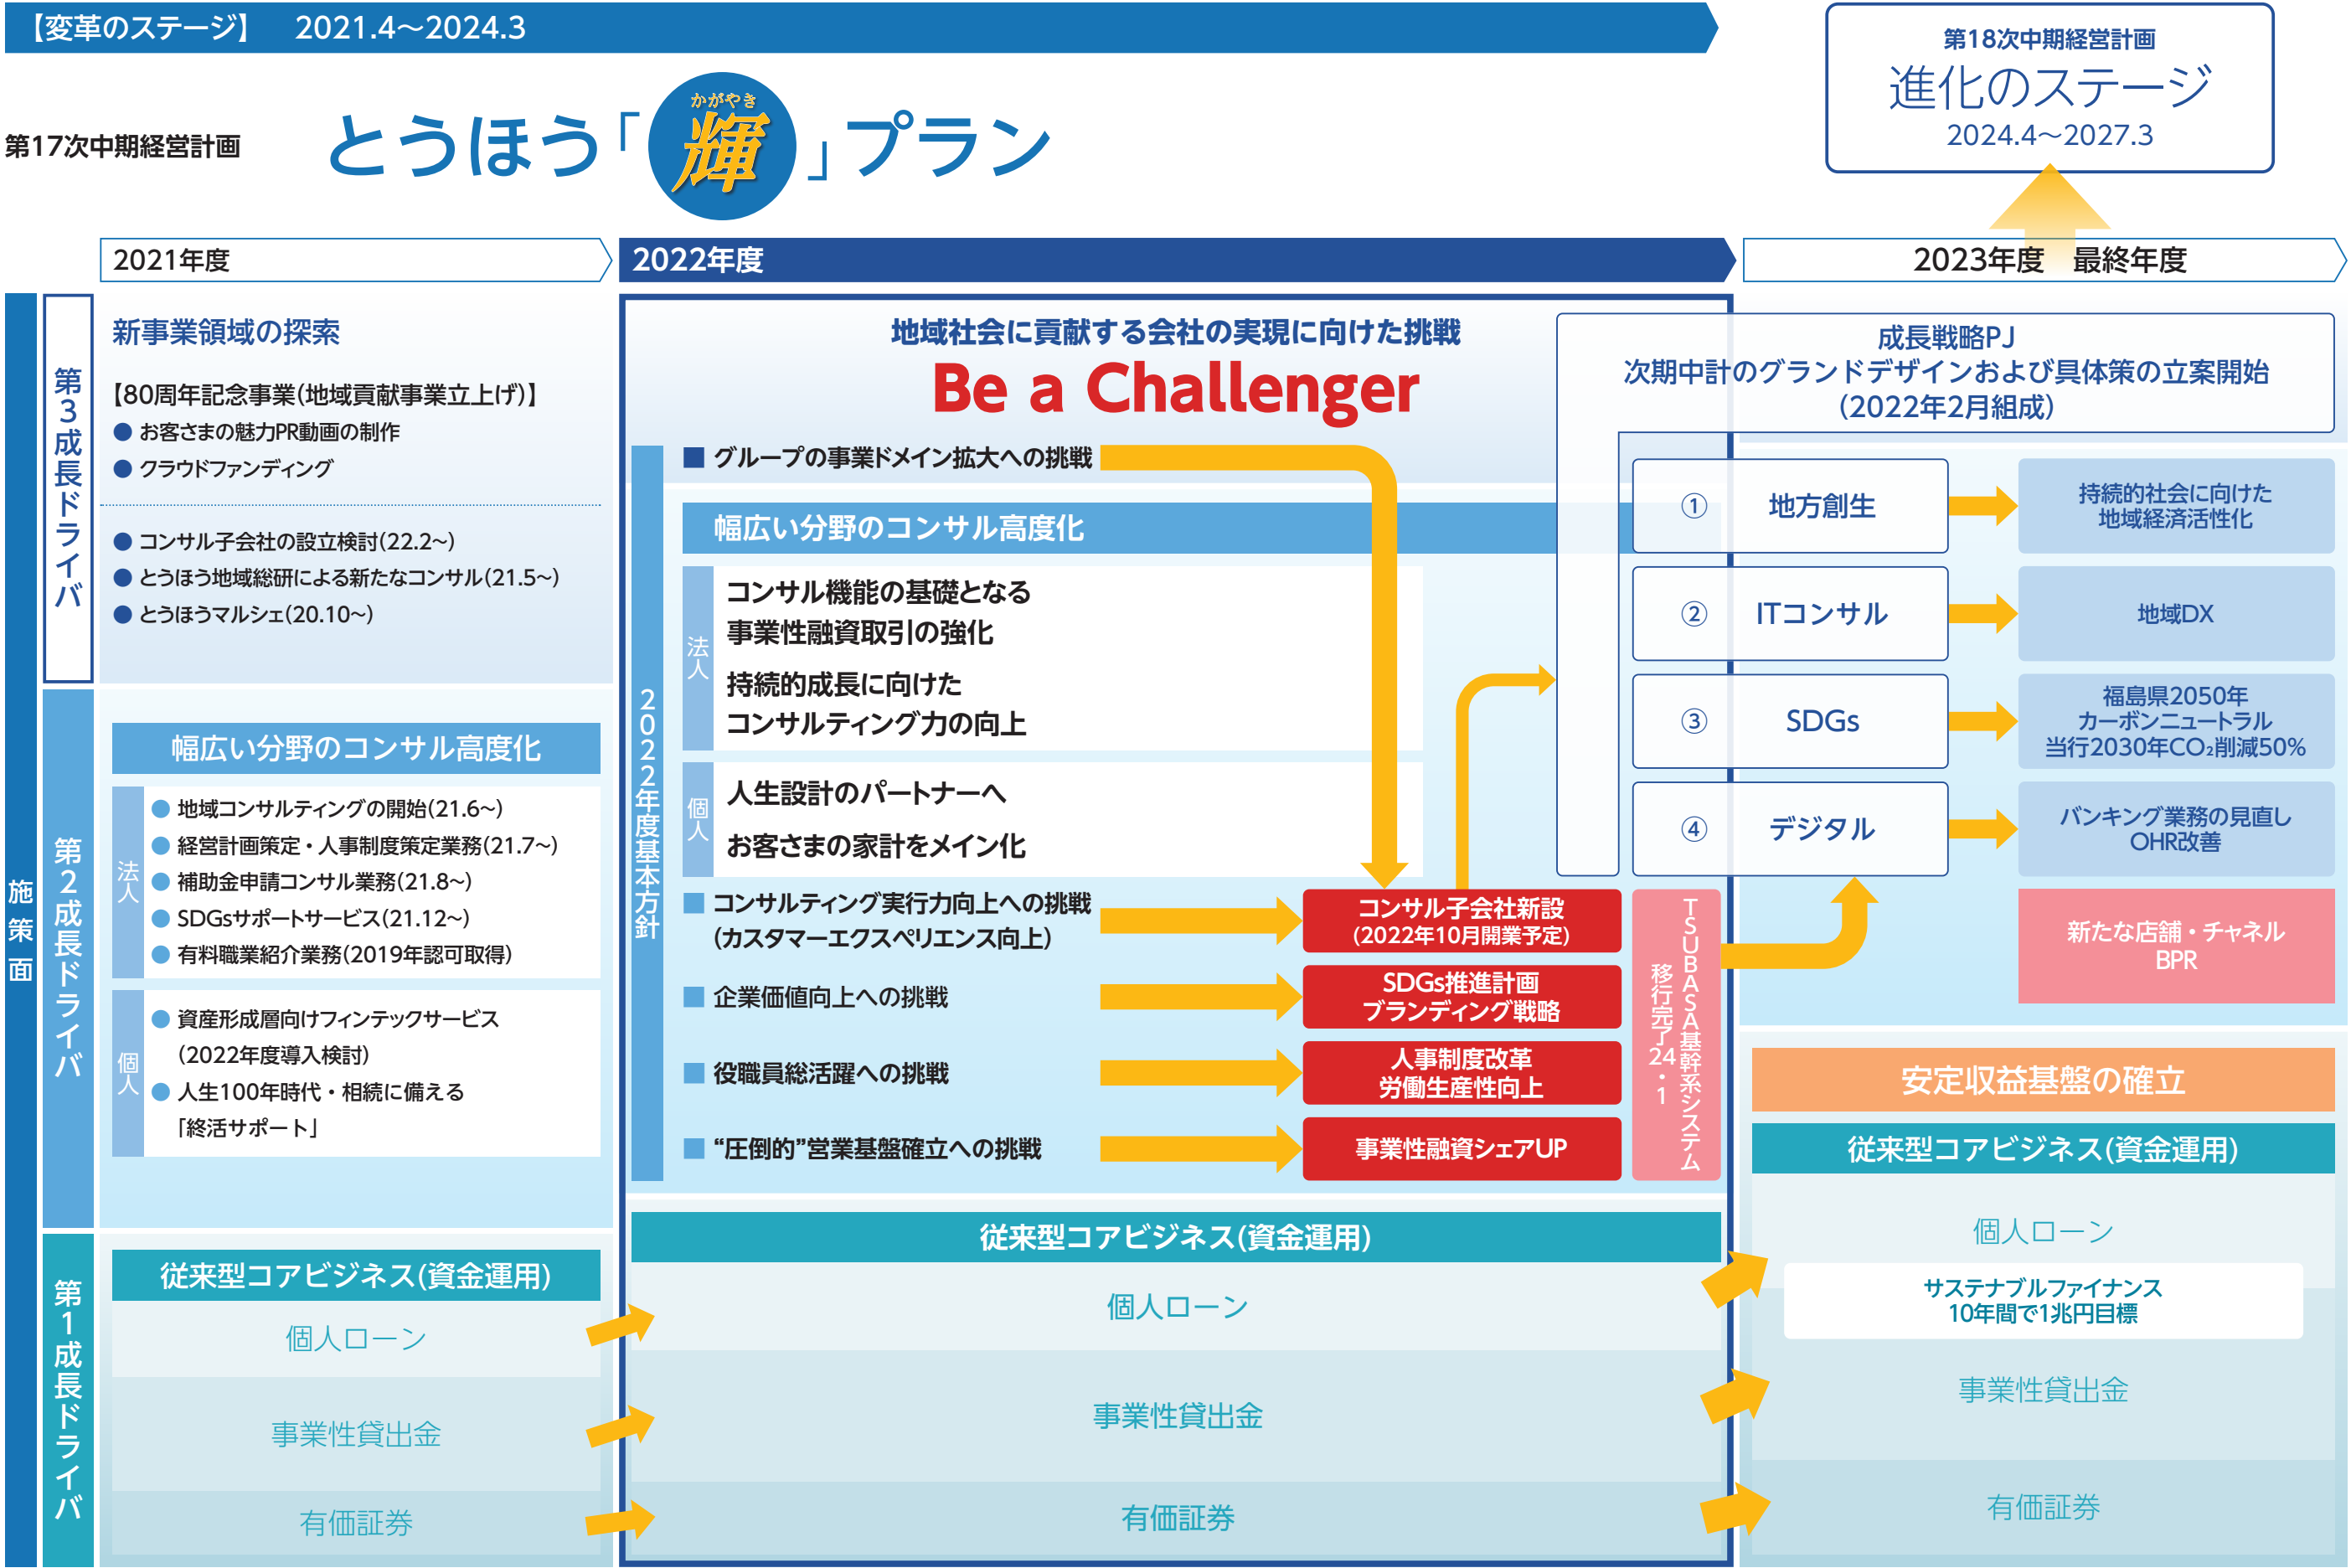 【変革のステージ】 2021.4〜2024.3
第18次中期経営計画
進化のステージ
2024.4〜2027.3
第17次中期経営計画
かがやき
とうほう「輝」プラン
2021年度
2022年度
2023年度 最終年度
施策面
第3成長ドライバ
新事業領域の探索
【80周年記念事業(地域貢献事業立上げ)】
● お客さまの魅力PR動画の制作
● クラウドファンディング
● コンサル子会社の設立検討(22.2〜)
● とうほう地域総研による新たなコンサル(21.5〜)
● とうほうマルシェ(20.10〜)
第2成長ドライバ
幅広い分野のコンサル高度化
法人
● 地域コンサルティングの開始(21.6〜)
● 経営計画策定・人事制度策定業務(21.7〜)
● 補助金申請コンサル業務(21.8〜)
● SDGsサポートサービス(21.12〜)
● 有料職業紹介業務(2019年認可取得)
個人
● 資産形成層向けフィンテックサービス
(2022年度導入検討)
● 人生100年時代・相続に備える
「終活サポート」
第1成長ドライバ
従来型コアビジネス(資金運用)
個人ローン
事業性貸出金
有価証券
地域社会に貢献する会社の実現に向けた挑戦
Be a Challenger
2022年度基本方針
■ グループの事業ドメイン拡大への挑戦
幅広い分野のコンサル高度化
法人
コンサル機能の基礎となる
事業性融資取引の強化
持続的成長に向けた
コンサルティング力の向上
個人
人生設計のパートナーへ
お客さまの家計をメイン化
■ コンサルティング実行力向上への挑戦
(カスタマーエクスペリエンス向上)
コンサル子会社新設
(2022年10月開業予定)
■ 企業価値向上への挑戦
SDGs推進計画
ブランディング戦略
■ 役職員総活躍への挑戦
人事制度改革
労働生産性向上
■ “圧倒的”営業基盤確立への挑戦
事業性融資シェアUP
TSUBASA基幹系システム
移行完了24・1
従来型コアビジネス(資金運用)
個人ローン
事業性貸出金
有価証券
成長戦略PJ
次期中計のグランドデザインおよび具体策の立案開始
(2022年2月組成)
① 地方創生
持続的社会に向けた
地域経済活性化
② ITコンサル
地域DX
③ SDGs
福島県2050年
カーボンニュートラル
当行2030年CO₂削減50%
④ デジタル
バンキング業務の見直し
OHR改善
新たな店舗・チャネル
BPR
安定収益基盤の確立
従来型コアビジネス(資金運用)
個人ローン
サステナブルファイナンス
10年間で1兆円目標
事業性貸出金
有価証券